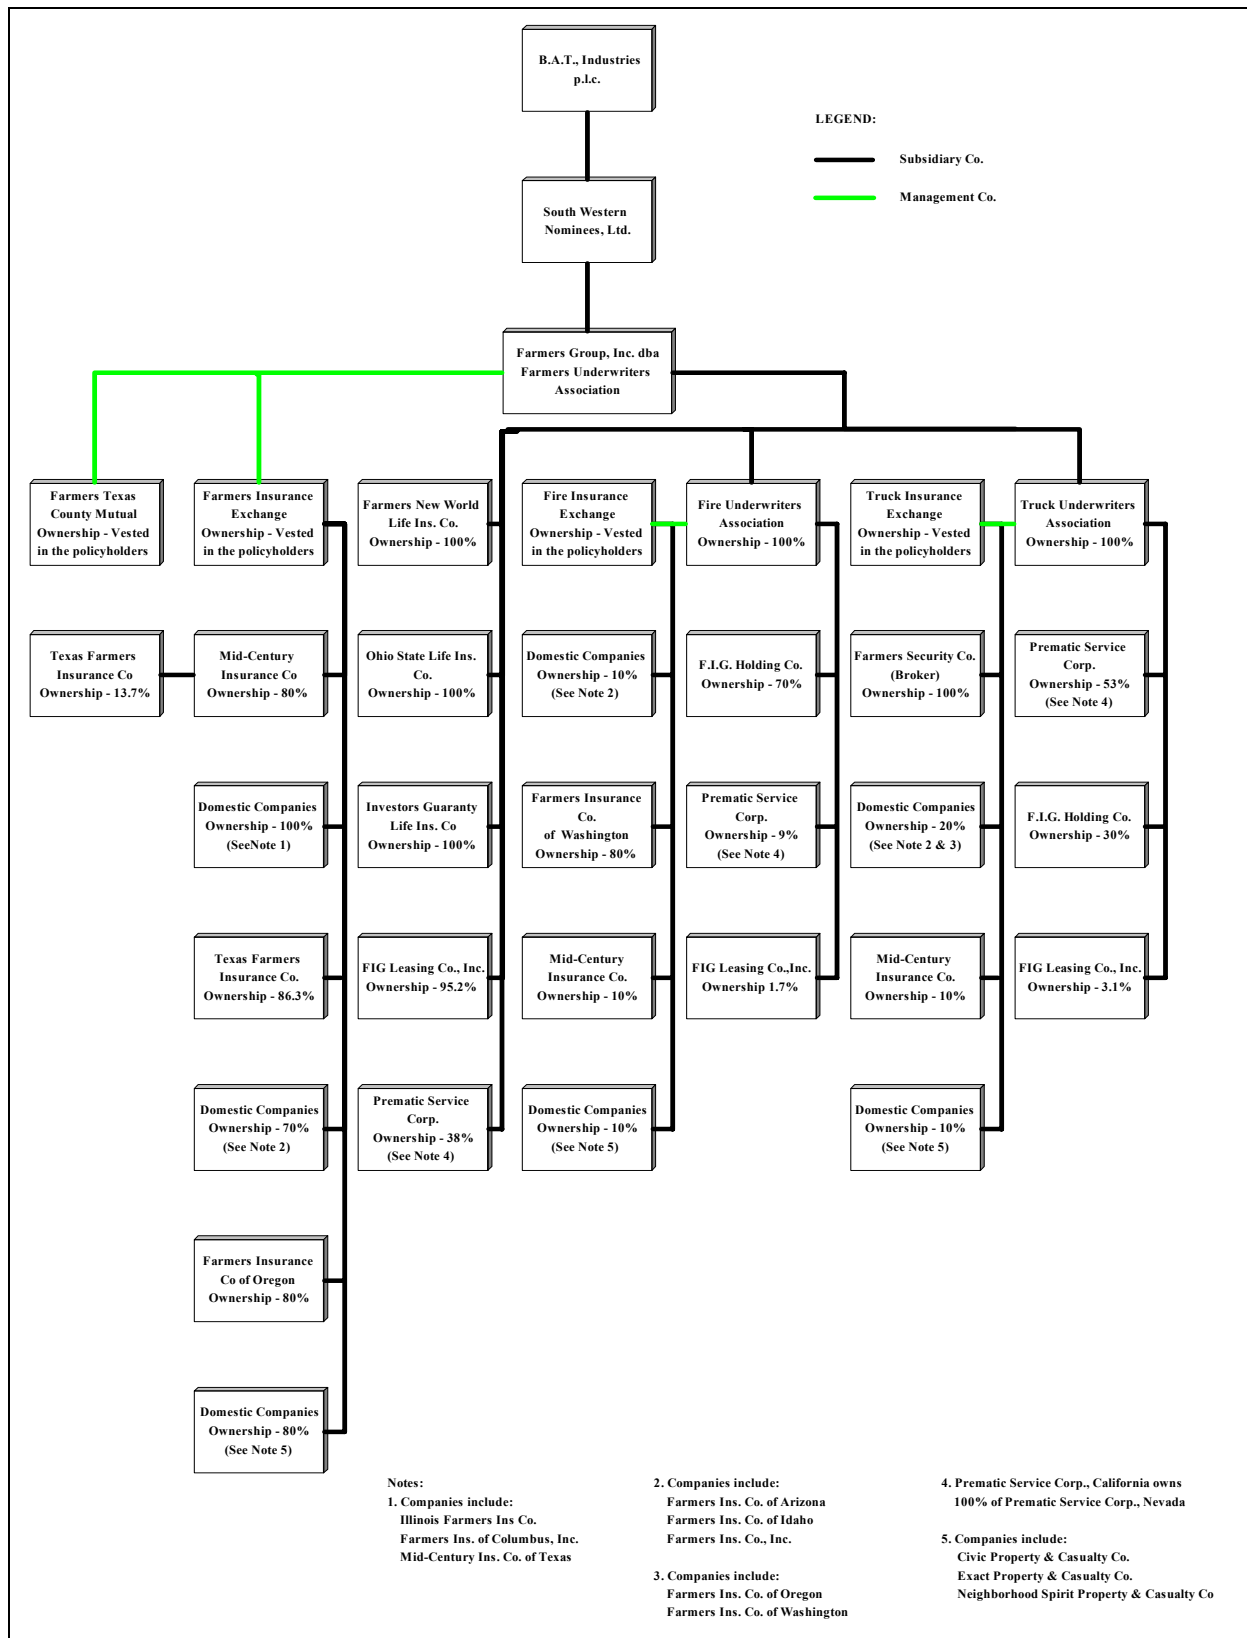 B.A.T., Industries
p.l.c.
LEGEND:
Subsidiary Co.
Management Co.
South Western
Nominees, Ltd.
Farmers Group, Inc. dba
Farmers Underwriters
Association
Farmers Texas
County Mutual
Ownership - Vested
in the policyholders
Farmers Insurance
Exchange
Ownership - Vested
in the policyholders
Farmers New World
Life Ins. Co.
Ownership - 100%
Fire Insurance
Exchange
Ownership - Vested
in the policyholders
Fire Underwriters
Association
Ownership - 100%
Truck Insurance
Exchange
Ownership - Vested
in the policyholders
Truck Underwriters
Association
Ownership - 100%
Texas Farmers
Insurance Co
Ownership - 13.7%
Mid-Century
Insurance Co
Ownership - 80%
Ohio State Life Ins.
Co.
Ownership - 100%
Domestic Companies
Ownership - 10%
(See Note 2)
F.I.G. Holding Co.
Ownership - 70%
Farmers Security Co.
(Broker)
Ownership - 100%
Prematic Service
Corp.
Ownership - 53%
(See Note 4)
Domestic Companies
Ownership - 100%
(SeeNote 1)
Investors Guaranty
Life Ins. Co
Ownership - 100%
Farmers Insurance
Co.
of Washington
Ownership - 80%
Prematic Service
Corp.
Ownership - 9%
(See Note 4)
Domestic Companies
Ownership - 20%
(See Note 2 & 3)
F.I.G. Holding Co.
Ownership - 30%
Texas Farmers
Insurance Co.
Ownership - 86.3%
FIG Leasing Co., Inc.
Ownership - 95.2%
Mid-Century
Insurance Co.
Ownership - 10%
FIG Leasing Co.,Inc.
Ownership 1.7%
Mid-Century
Insurance Co.
Ownership - 10%
FIG Leasing Co., Inc.
Ownership - 3.1%
Domestic Companies
Ownership - 70%
(See Note 2)
Prematic Service
Corp.
Ownership - 38%
(See Note 4)
Domestic Companies
Ownership - 10%
(See Note 5)
Domestic Companies
Ownership - 10%
(See Note 5)
Farmers Insurance
Co of Oregon
Ownership - 80%
Domestic Companies
Ownership - 80%
(See Note 5)
Notes:
1. Companies include:
Illinois Farmers Ins Co.
Farmers Ins. of Columbus, Inc.
Mid-Century Ins. Co. of Texas
2. Companies include:
Farmers Ins. Co. of Arizona
Farmers Ins. Co. of Idaho
Farmers Ins. Co., Inc.
3. Companies include:
Farmers Ins. Co. of Oregon
Farmers Ins. Co. of Washington
4. Prematic Service Corp., California owns
100% of Prematic Service Corp., Nevada
5. Companies include:
Civic Property & Casualty Co.
Exact Property & Casualty Co.
Neighborhood Spirit Property & Casualty Co